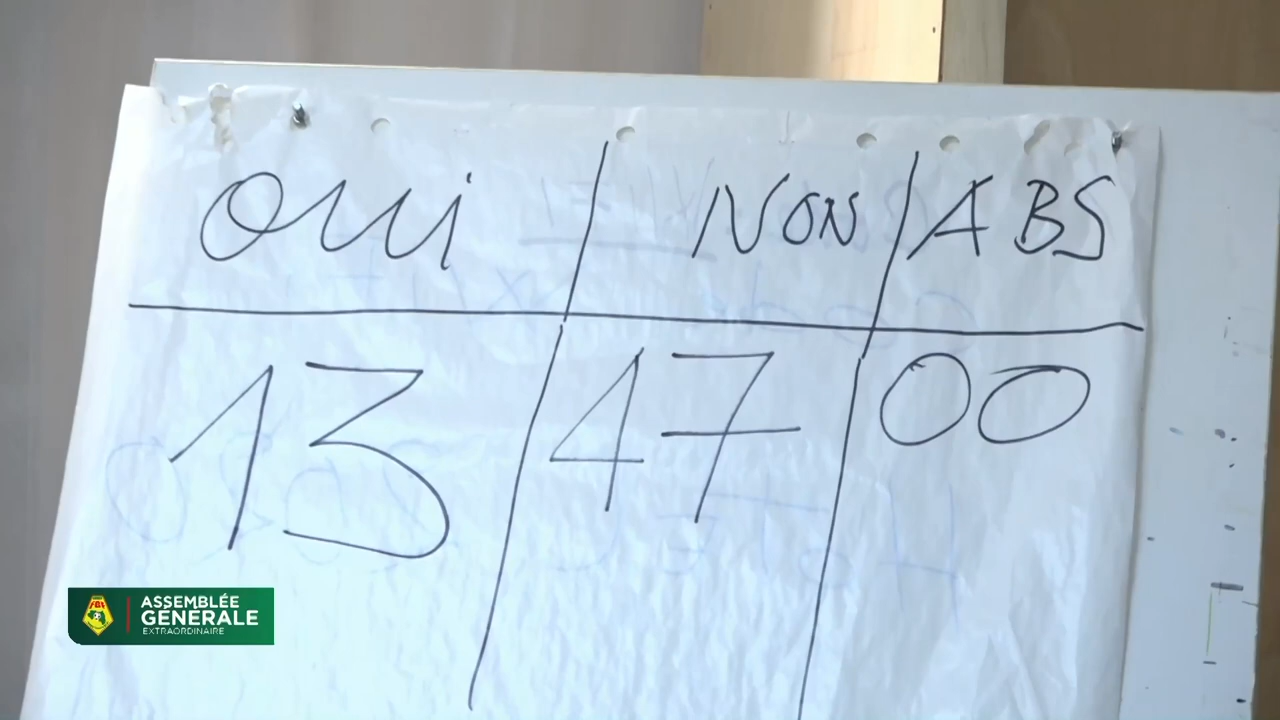 OUI NON ABS
13 47 00
ASSEMBLÉE
GENERALE
EXTRAORDINAIRE